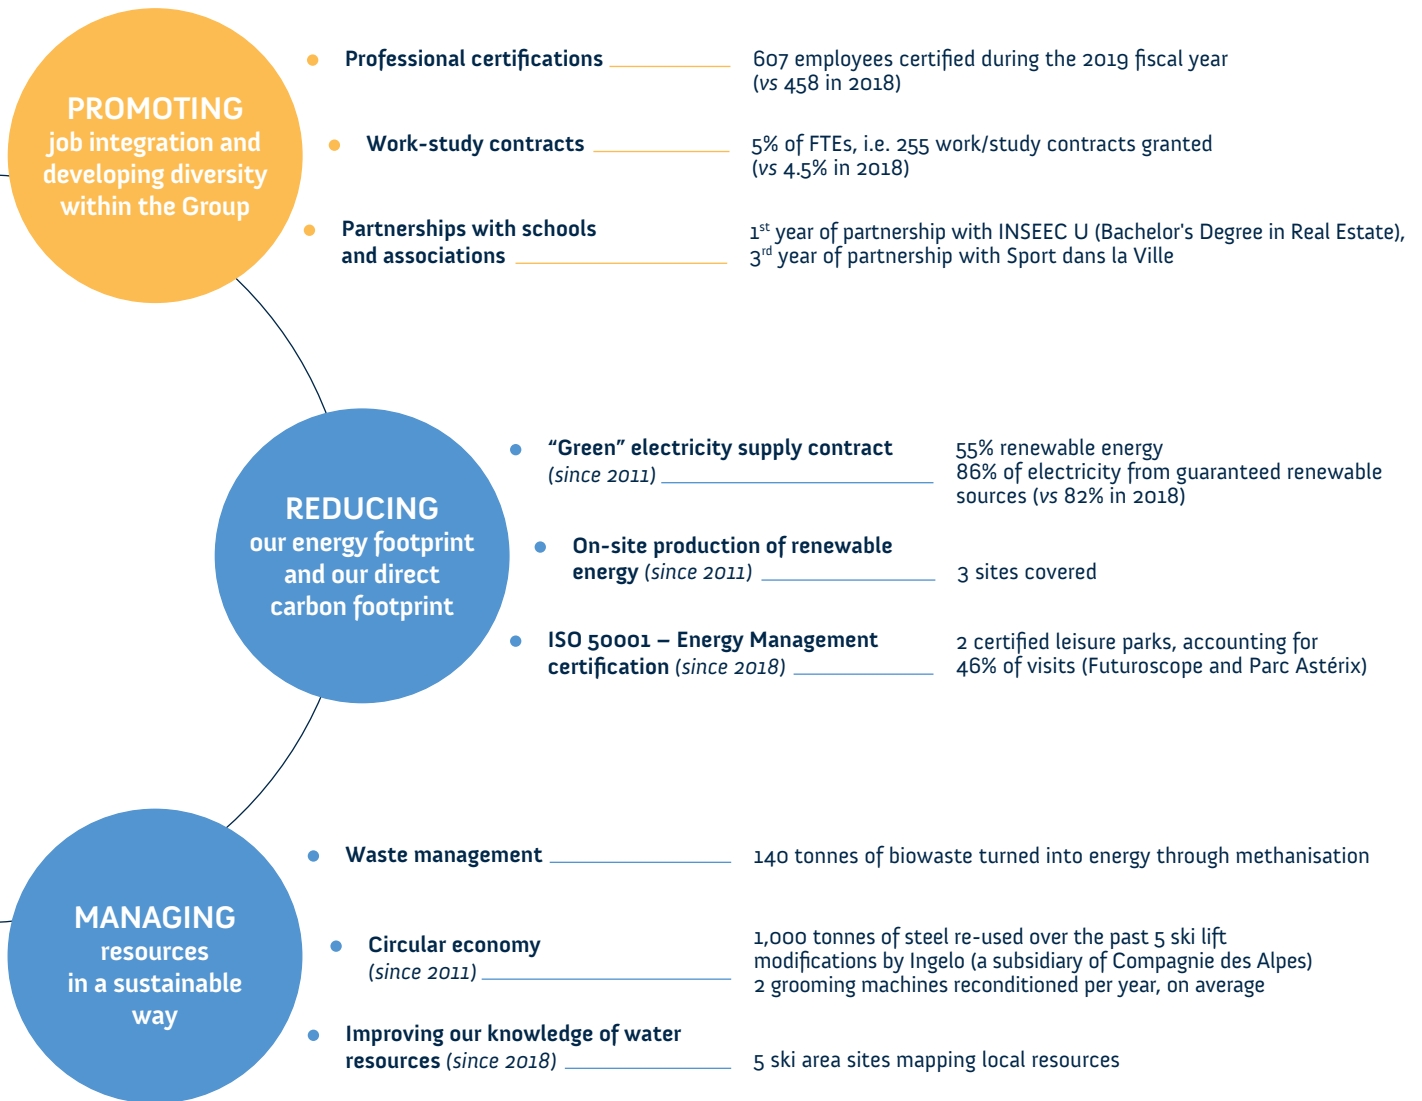 PROMOTING
job integration and
developing diversity
within the Group
Professional certifications
607 employees certified during the 2019 fiscal year
(vs 458 in 2018)
Work-study contracts
5% of FTEs, i.e. 255 work/study contracts granted
(vs 4.5% in 2018)
Partnerships with schools
and associations
1st year of partnership with INSEEC U (Bachelor's Degree in Real Estate),
3rd year of partnership with Sport dans la Ville
REDUCING
our energy footprint
and our direct
carbon footprint
“Green” electricity supply contract
(since 2011)
55% renewable energy
86% of electricity from guaranteed renewable
sources (vs 82% in 2018)
On-site production of renewable
energy (since 2011)
3 sites covered
ISO 50001 – Energy Management
certification (since 2018)
2 certified leisure parks, accounting for
46% of visits (Futuroscope and Parc Astérix)
MANAGING
resources
in a sustainable
way
Waste management
140 tonnes of biowaste turned into energy through methanisation
Circular economy
(since 2011)
1,000 tonnes of steel re-used over the past 5 ski lift
modifications by Ingelo (a subsidiary of Compagnie des Alpes)
2 grooming machines reconditioned per year, on average
Improving our knowledge of water
resources (since 2018)
5 ski area sites mapping local resources